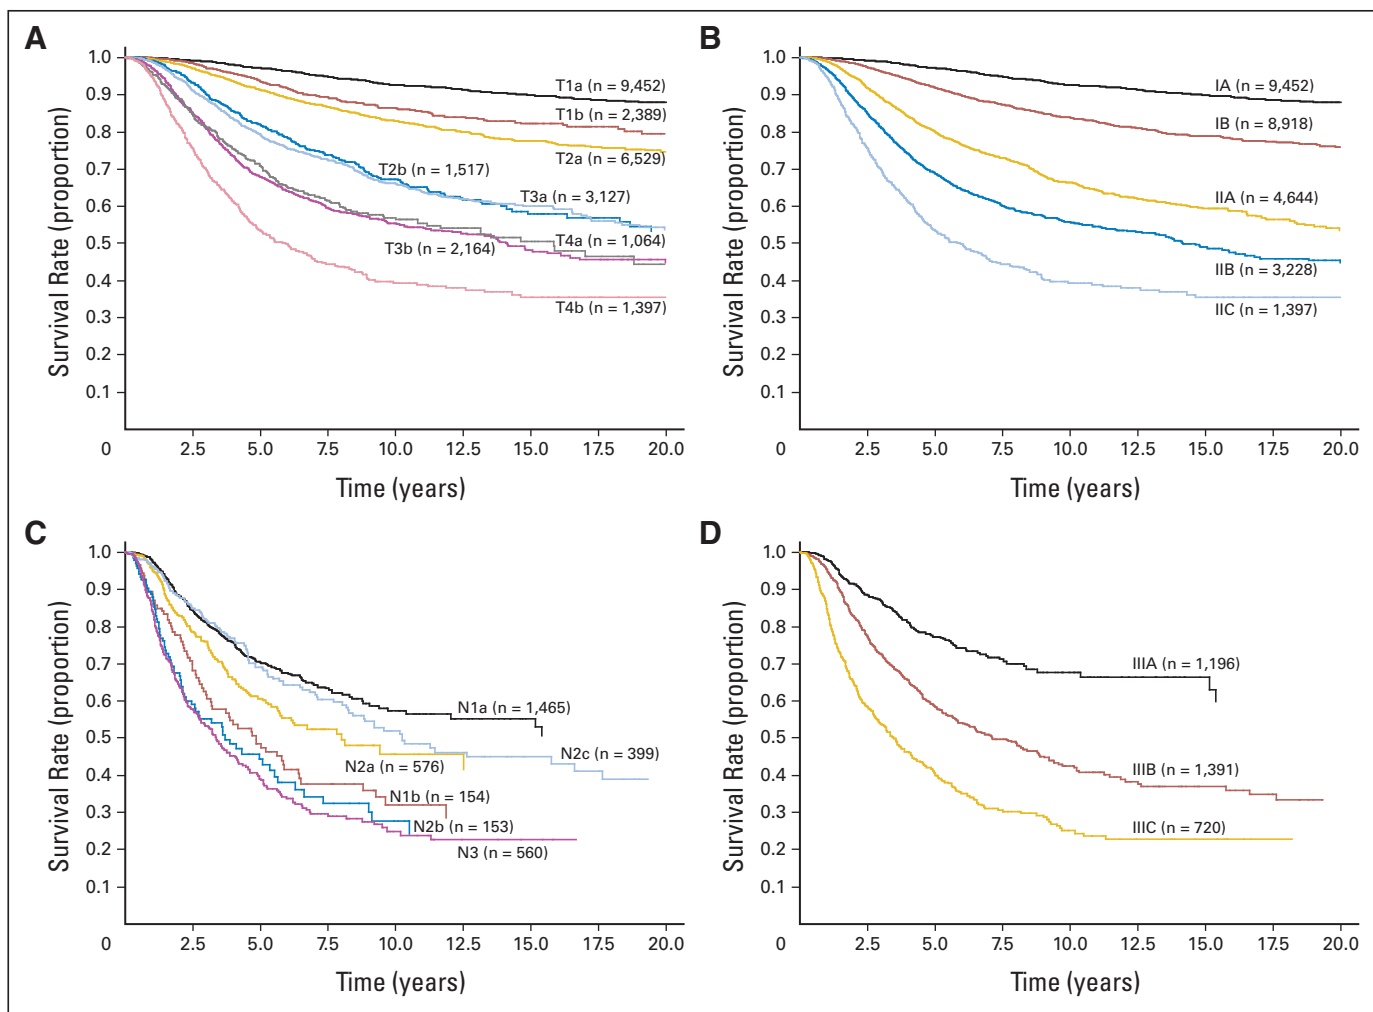 A
Survival Rate (proportion)
1.0
0.9
0.8
0.7
0.6
0.5
0.4
0.3
0.2
0.1
T1a (n = 9,452)
T1b (n = 2,389)
T2a (n = 6,529)
T2b (n = 1,517)
T3a (n = 3,127)
T4a (n = 1,064)
T3b (n = 2,164)
T4b (n = 1,397)
0 2.5 5.0 7.5 10.0 12.5 15.0 17.5 20.0
Time (years)
B
Survival Rate (proportion)
1.0
0.9
0.8
0.7
0.6
0.5
0.4
0.3
0.2
0.1
IA (n = 9,452)
IB (n = 8,918)
IIA (n = 4,644)
IIB (n = 3,228)
IIC (n = 1,397)
0 2.5 5.0 7.5 10.0 12.5 15.0 17.5 20.0
Time (years)
C
Survival Rate (proportion)
1.0
0.9
0.8
0.7
0.6
0.5
0.4
0.3
0.2
0.1
N1a (n = 1,465)
N2c (n = 399)
N2a (n = 576)
N1b (n = 154)
N2b (n = 153)
N3 (n = 560)
0 2.5 5.0 7.5 10.0 12.5 15.0 17.5 20.0
Time (years)
D
Survival Rate (proportion)
1.0
0.9
0.8
0.7
0.6
0.5
0.4
0.3
0.2
0.1
IIIA (n = 1,196)
IIIB (n = 1,391)
IIIC (n = 720)
0 2.5 5.0 7.5 10.0 12.5 15.0 17.5 20.0
Time (years)